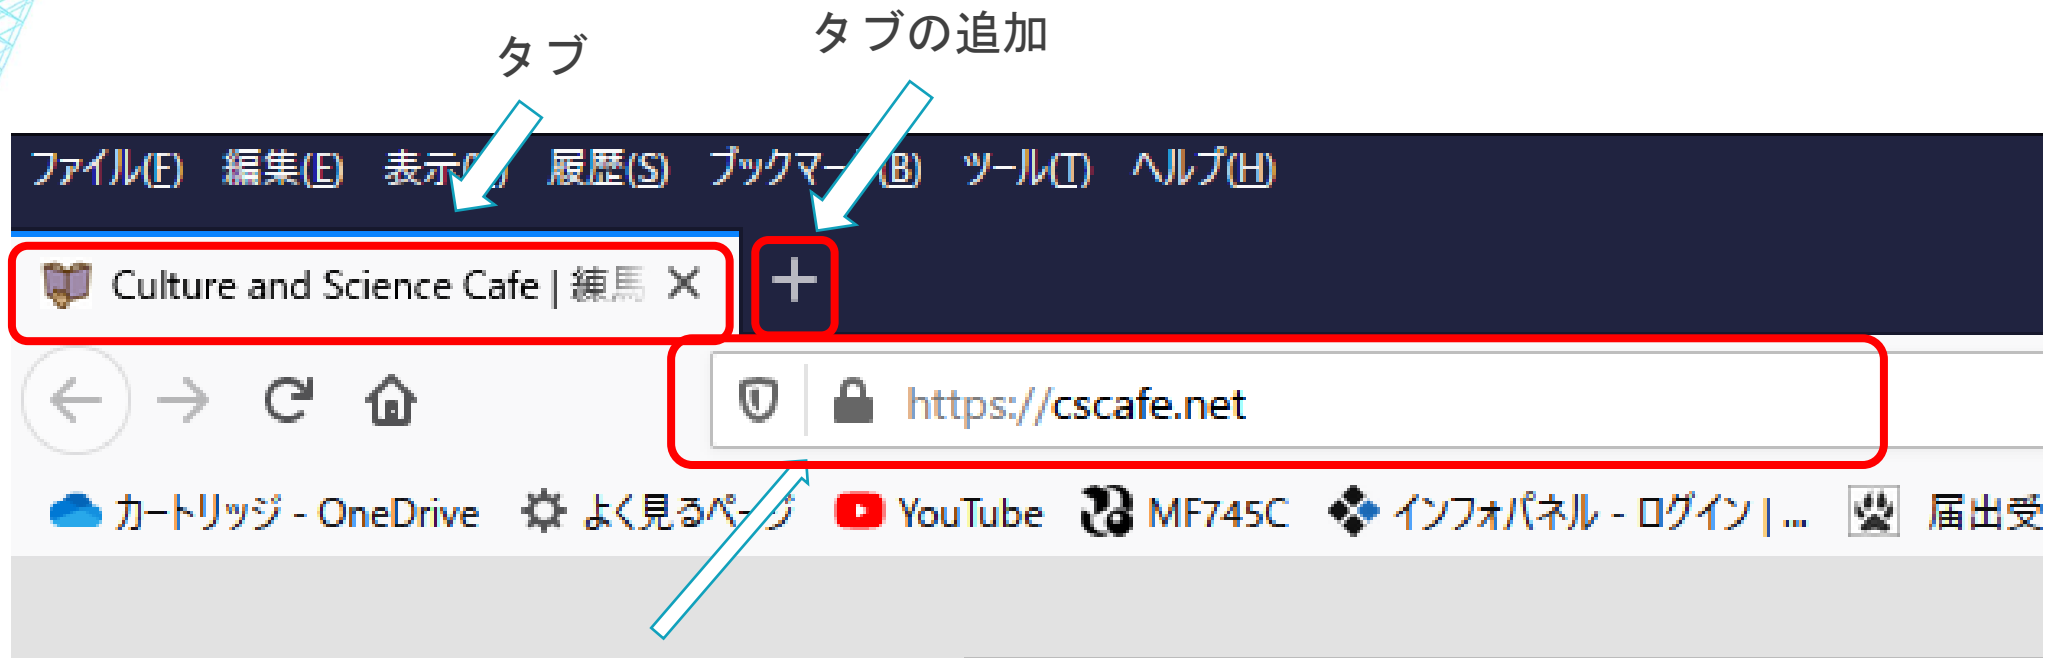 タブの追加
タブ
ファイル(F) 編集(E) 表示( 履歴(S) ブックマー (B) ツール(T) ヘルプ(H)
Culture and Science Cafe | 練馬
https://cscafe.net
カートリッジ - OneDrive よく見るページ YouTube MF745C インフォパネル - ログイン | ... 届出受